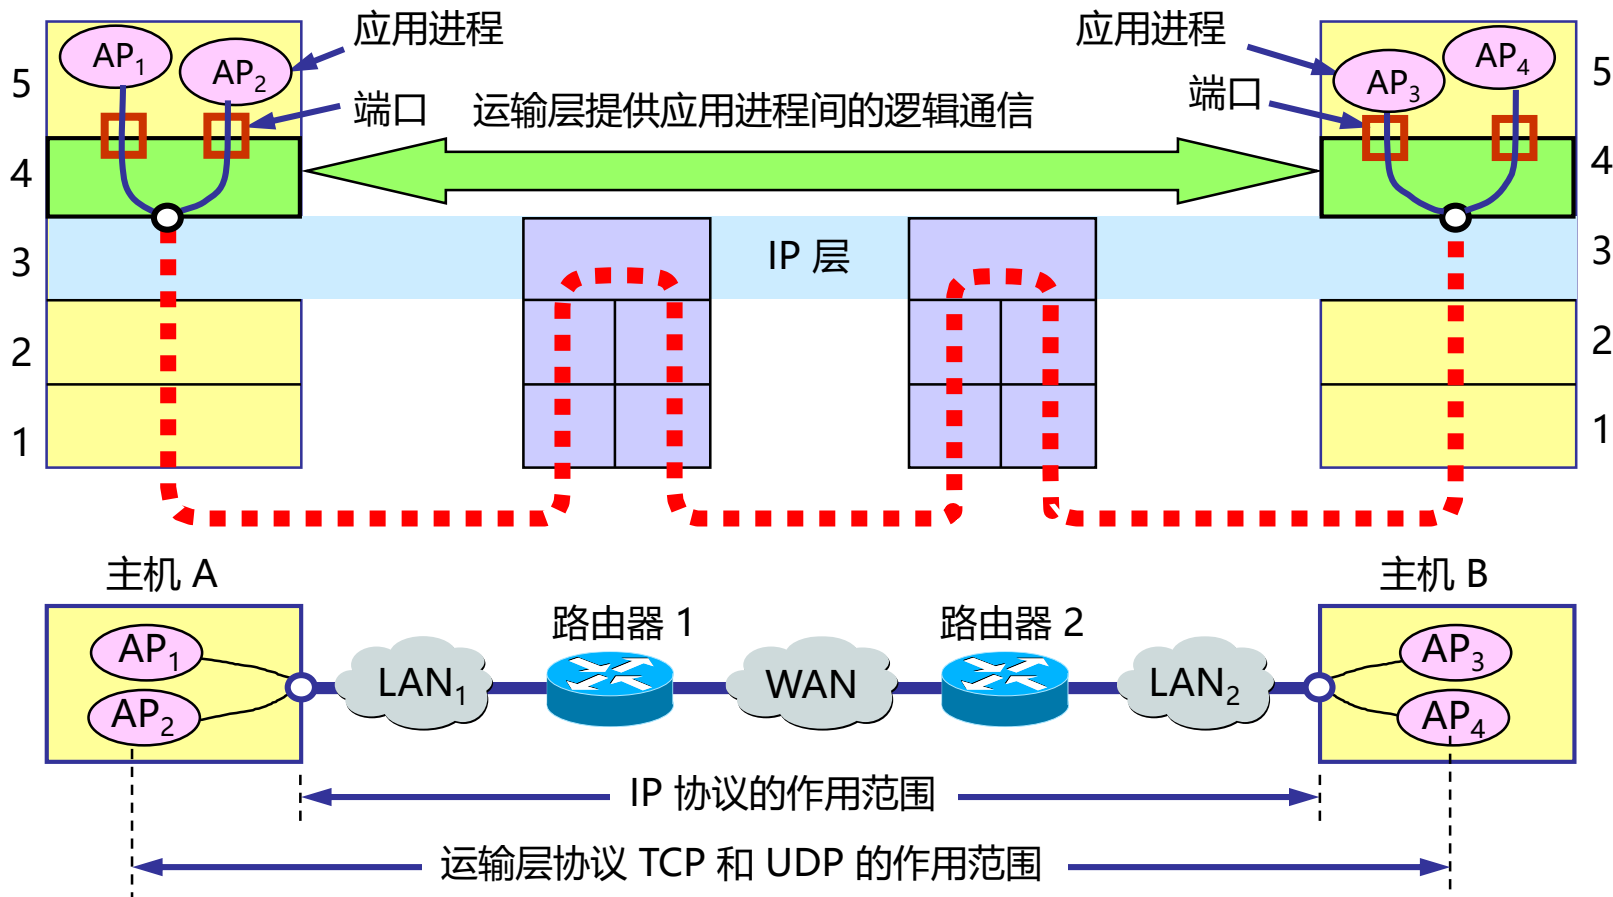 AP1
AP2
应用进程
应用进程
AP3
AP4
5
端口
运输层提供应用进程间的逻辑通信
端口
5
4
4
3
IP 层
3
2
2
1
1
主机 A
主机 B
AP1
AP2
LAN1
路由器 1
WAN
路由器 2
LAN2
AP3
AP4
IP 协议的作用范围
运输层协议 TCP 和 UDP 的作用范围